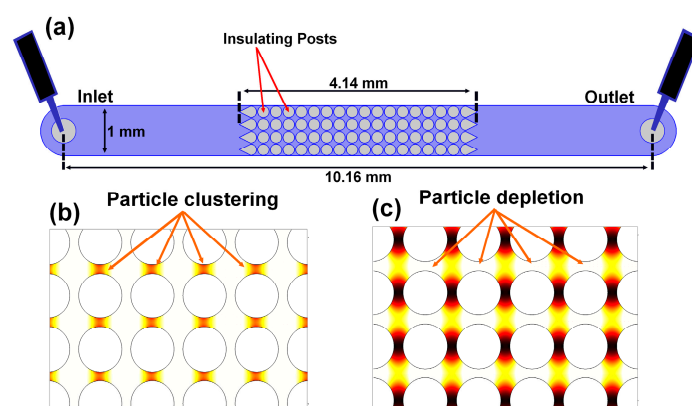 (a)
Insulating Posts
4.14 mm
Inlet
Outlet
1 mm
10.16 mm
(b)
Particle clustering
(c)
Particle depletion